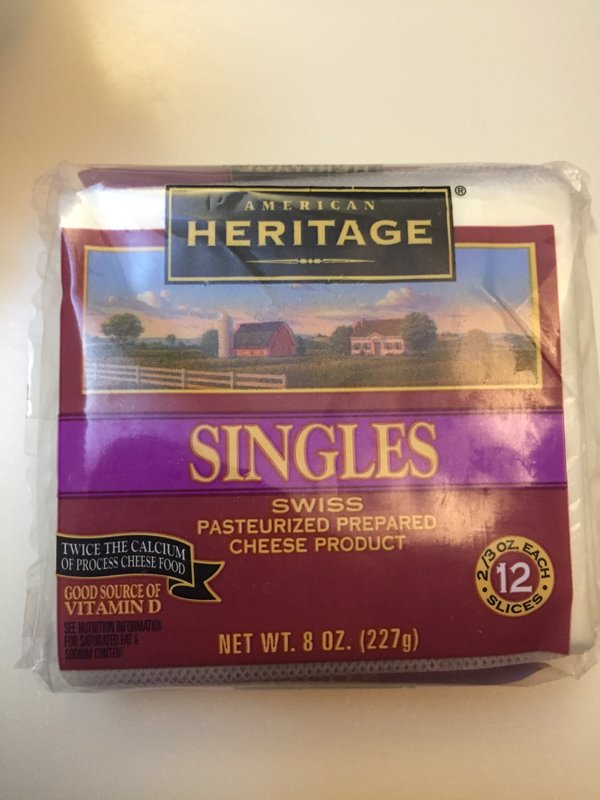 AMERICAN
HERITAGE
®
SINGLES
SWISS
PASTEURIZED PREPARED
CHEESE PRODUCT
TWICE THE CALCIUM
OF PROCESS CHEESE FOOD
GOOD SOURCE OF
VITAMIN D
SEE NUTRITION INFORMATION
FOR SATURATED FAT &
SODIUM CONTENT
2/3 OZ. EACH
12
• SLICES •
NET WT. 8 OZ. (227g)